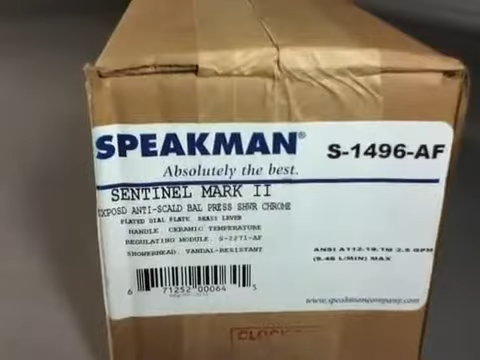 SPEAKMAN®
S-1496-AF
Absolutely the best.
SENTINEL MARK II
EXPOSD ANTI-SCALD BAL PRESS SHWR CHROME
PLATED DIAL PLATE. BRASS LEVER
HANDLE. CERAMIC TEMPERATURE
REGULATING MODULE. S-2271-AF
SHOWERHEAD. VANDAL-RESISTANT
ANSI A112.18.1M 2.5 GPM
(9.46 L/MIN) MAX
6 71252 00064 5
www.speakmancompany.com